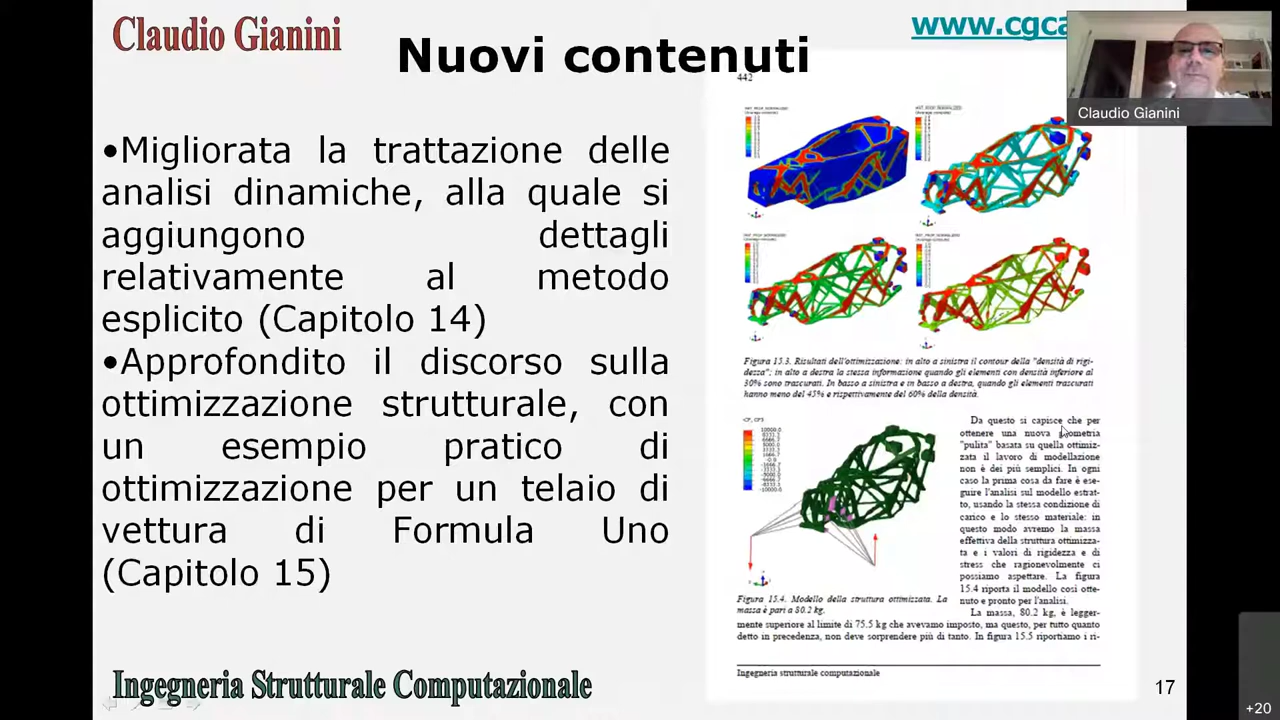 Claudio Gianini
Nuovi contenuti
www.cgca
Claudio Gianini
•Migliorata la trattazione delle
analisi dinamiche, alla quale si
aggiungono dettagli
relativamente al metodo
esplicito (Capitolo 14)
•Approfondito il discorso sulla
ottimizzazione strutturale, con
un esempio pratico di
ottimizzazione per un telaio di
vettura di Formula Uno
(Capitolo 15)
442
Figura 15.3. Risultati dell'ottimizzazione: in alto a sinistra il contour della "densità di rigi-
dezza"; in alto a destra la stessa informazione quando gli elementi con densità inferiore al
30% sono trascurati. In basso a sinistra e in basso a destra, quando gli elementi trascurati
hanno meno del 45% e rispettivamente del 60% della densità.
Da questo si capisce che per
ottenere una nuova geometria
"pulita" basata su quella ottimiz-
zata il lavoro di modellazione
non è dei più semplici. In ogni
caso la prima cosa da fare è ese-
guire l'analisi sul modello estrat-
to, usando la stessa condizione di
carico e lo stesso materiale: in
questo modo avremo la massa
effettiva della struttura ottimizza-
ta e i valori di rigidezza e di
stress che ragionevolmente ci
possiamo aspettare. La figura
15.4 riporta il modello così otte-
nuto e pronto per l'analisi.
La massa, 80.2 kg, è legger-
Figura 15.4. Modello della struttura ottimizzata. La
massa è pari a 80.2 kg.
mente superiore al limite di 75.5 kg che avevamo imposto, ma questo, per tutto quanto
detto in precedenza, non deve sorprendere più di tanto. In figura 15.5 riportiamo i ri-
Ingegneria strutturale computazionale
Ingegneria Strutturale Computazionale
17
+20